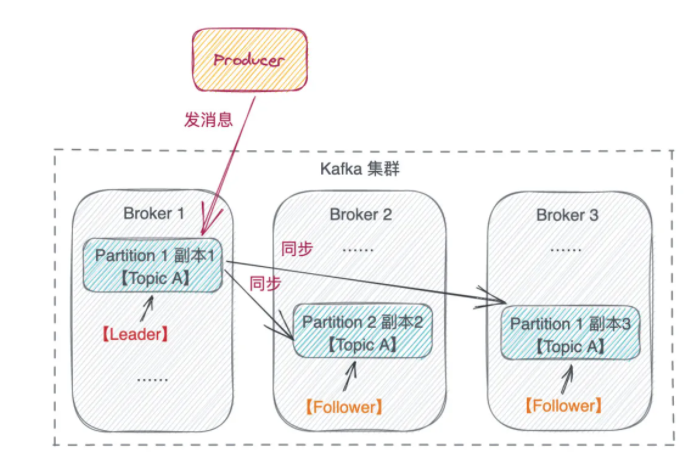 Producer
发消息
Kafka 集群
Broker 1
Broker 2
Broker 3
Partition 1 副本1
【Topic A】
……
……
同步
同步
【Leader】
Partition 2 副本2
【Topic A】
Partition 1 副本3
【Topic A】
……
【Follower】
【Follower】